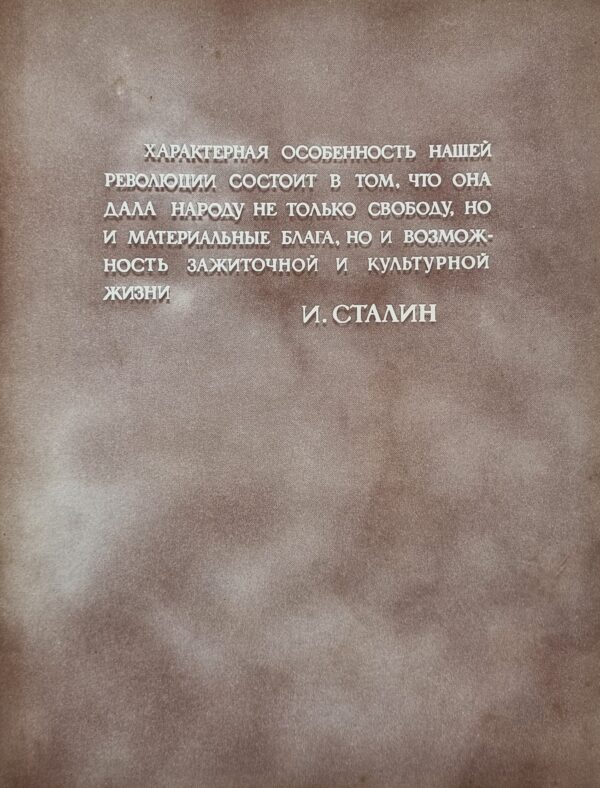 ХАРАКТЕРНАЯ ОСОБЕННОСТЬ НАШЕЙ
РЕВОЛЮЦИИ СОСТОИТ В ТОМ, ЧТО ОНА
ДАЛА НАРОДУ НЕ ТОЛЬКО СВОБОДУ, НО
И МАТЕРИАЛЬНЫЕ БЛАГА, НО И ВОЗМОЖ-
НОСТЬ ЗАЖИТОЧНОЙ И КУЛЬТУРНОЙ
ЖИЗНИ
И. СТАЛИН